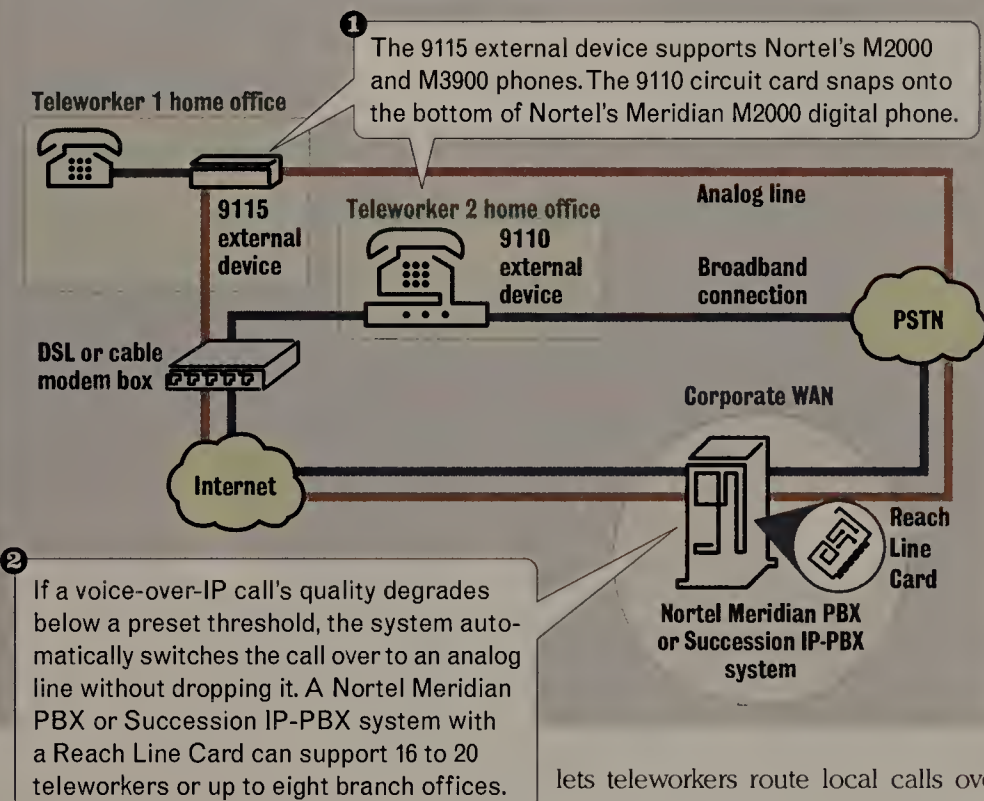 1
The 9115 external device supports Nortel's M2000
and M3900 phones. The 9110 circuit card snaps onto
the bottom of Nortel's Meridian M2000 digital phone.
Teleworker 1 home office
9115
external
device
Teleworker 2 home office
9110
external
device
Analog line
Broadband
connection
PSTN
DSL or cable
modem box
Corporate WAN
Internet
Reach
Line
Card
Nortel Meridian PBX
or Succession IP-PBX
system
2
If a voice-over-IP call's quality degrades
below a preset threshold, the system auto-
matically switches the call over to an analog
line without dropping it. A Nortel Meridian
PBX or Succession IP-PBX system with
a Reach Line Card can support 16 to 20
teleworkers or up to eight branch offices.
lets teleworkers route local calls ov